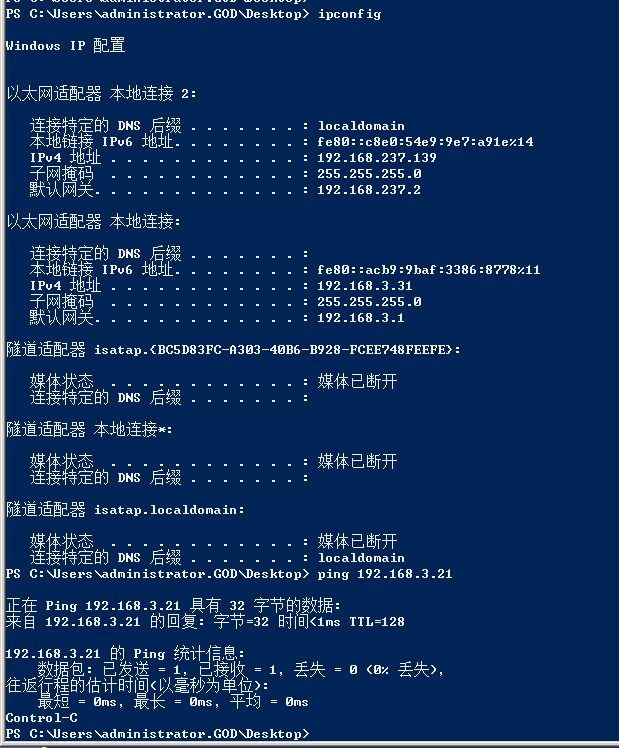 PS C:\Users\administrator.GOD\Desktop> ipconfig
Windows IP 配置
以太网适配器 本地连接 2:
连接特定的 DNS 后缀 . . . . . . . : localdomain
本地链接 IPv6 地址. . . . . . . . : fe80::c8e0:54e9:9e7:a91e%14
IPv4 地址 . . . . . . . . . . . . : 192.168.237.139
子网掩码 . . . . . . . . . . . . : 255.255.255.0
默认网关. . . . . . . . . . . . . : 192.168.237.2
以太网适配器 本地连接:
连接特定的 DNS 后缀 . . . . . . . :
本地链接 IPv6 地址. . . . . . . . : fe80::acb9:9baf:3386:8778%11
IPv4 地址 . . . . . . . . . . . . : 192.168.3.31
子网掩码 . . . . . . . . . . . . : 255.255.255.0
默认网关. . . . . . . . . . . . . : 192.168.3.1
隧道适配器 isatap.{BC5D83FC-A303-40B6-B928-FCEE748FEEFE}:
媒体状态 . . . . . . . . . . . . : 媒体已断开
连接特定的 DNS 后缀 . . . . . . . :
隧道适配器 本地连接*:
媒体状态 . . . . . . . . . . . . : 媒体已断开
连接特定的 DNS 后缀 . . . . . . . :
隧道适配器 isatap.localdomain:
媒体状态 . . . . . . . . . . . . : 媒体已断开
连接特定的 DNS 后缀 . . . . . . . : localdomain
PS C:\Users\administrator.GOD\Desktop> ping 192.168.3.21
正在 Ping 192.168.3.21 具有 32 字节的数据:
来自 192.168.3.21 的回复: 字节=32 时间<1ms TTL=128
192.168.3.21 的 Ping 统计信息:
数据包: 已发送 = 1，已接收 = 1，丢失 = 0 (0% 丢失)，
往返行程的估计时间(以毫秒为单位):
最短 = 0ms，最长 = 0ms，平均 = 0ms
Control-C
PS C:\Users\administrator.GOD\Desktop>